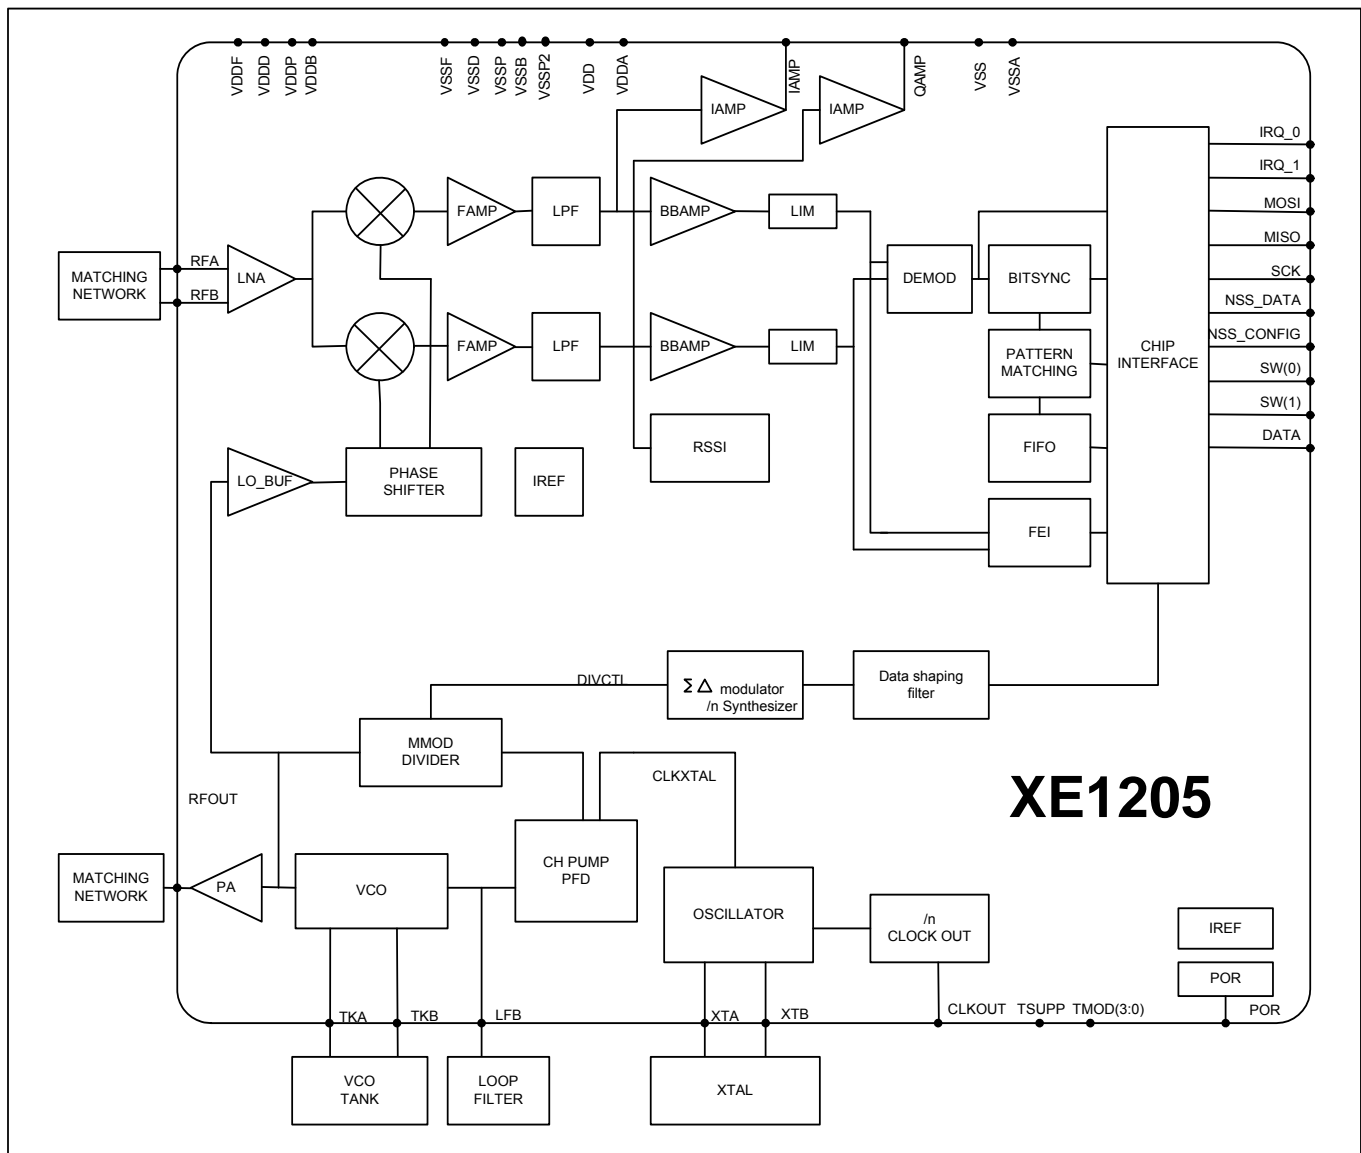 VDDF
VDDD
VDDP
VDDB
VSSF
VSSD
VSSP
VSSB
VSSP2
VDD
VDDA
IAMP
QAMP
VSS
VSSA
IAMP
IAMP
IRQ_0
IRQ_1
MOSI
MISO
SCK
NSS_DATA
NSS_CONFIG
SW(0)
SW(1)
DATA
MATCHING
NETWORK
RFA
RFB
LNA
FAMP
LPF
BBAMP
LIM
DEMOD
BITSYNC
CHIP
INTERFACE
FAMP
LPF
BBAMP
LIM
PATTERN
MATCHING
FIFO
RSSI
LO_BUF
PHASE
SHIFTER
IREF
FEI
DIVCTL
Σ Δ modulator
/n Synthesizer
Data shaping
filter
MMOD
DIVIDER
CLKXTAL
RFOUT
XE1205
MATCHING
NETWORK
PA
VCO
CH PUMP
PFD
OSCILLATOR
/n
CLOCK OUT
IREF
POR
TKA
TKB
LFB
XTA
XTB
CLKOUT
TSUPP
TMOD(3:0)
POR
VCO
TANK
LOOP
FILTER
XTAL